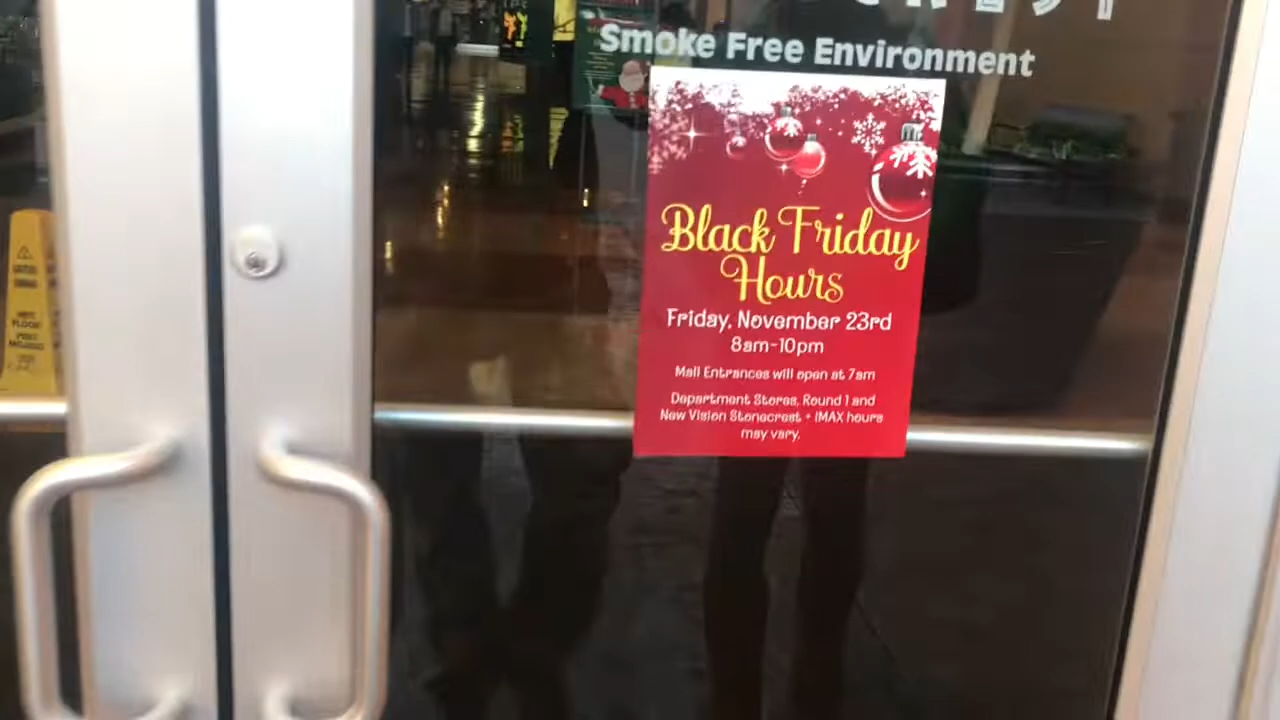 Smoke Free Environment
Black Friday
Hours
Friday, November 23rd
8am-10pm
Mall Entrances will open at 7am
Department Stores, Round 1 and
New Vision Stonecrest + IMAX hours
may vary.